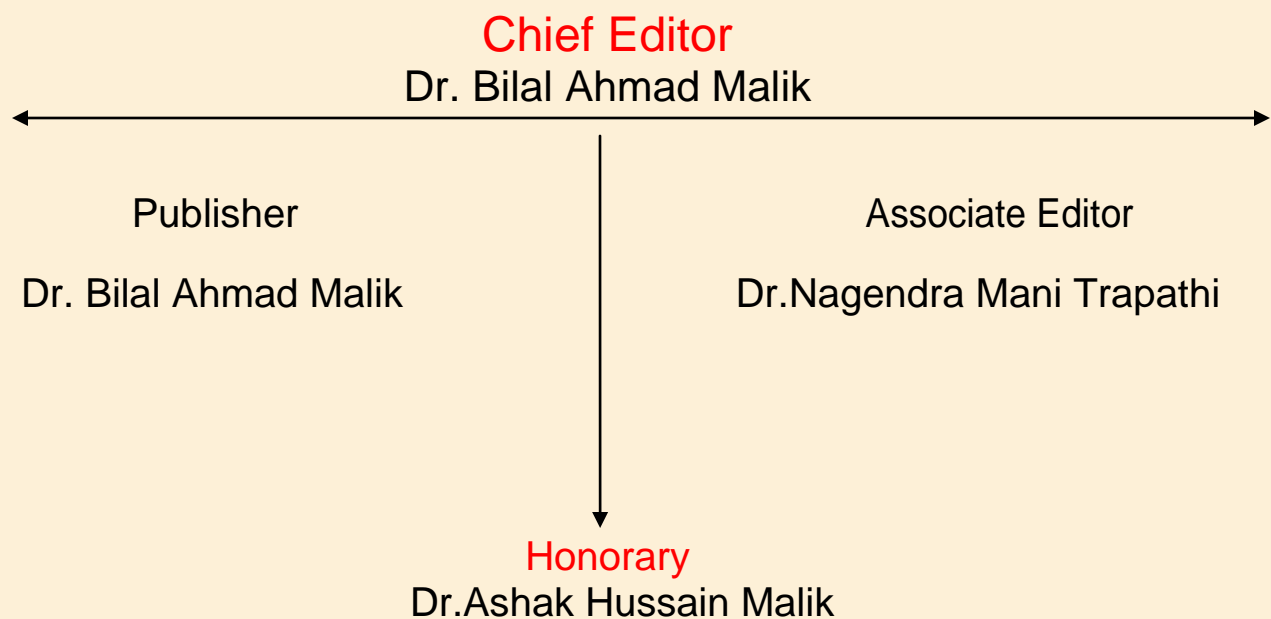 Chief Editor
Dr. Bilal Ahmad Malik
Publisher
Associate Editor
Dr. Bilal Ahmad Malik
Dr.Nagendra Mani Trapathi
Honorary
Dr.Ashak Hussain Malik